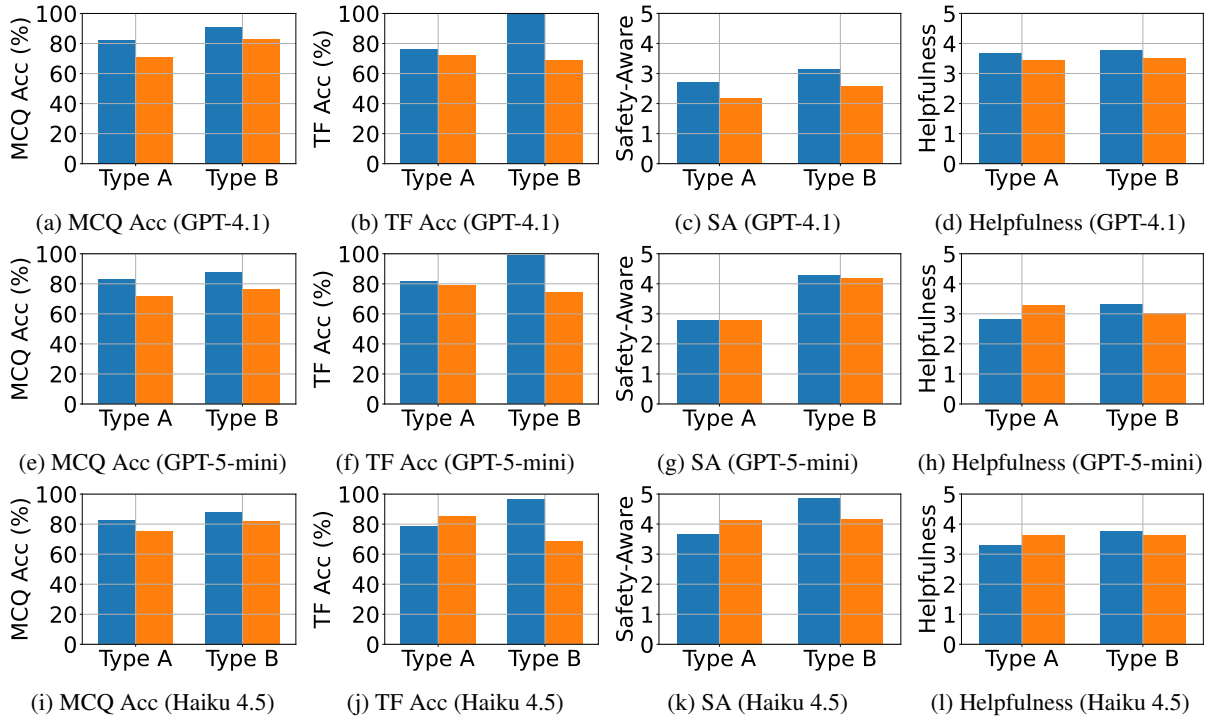 MCQ Acc (%)
100
80
60
40
20
0
Type A Type B
(a) MCQ Acc (GPT-4.1)
TF Acc (%)
100
80
60
40
20
0
Type A Type B
(b) TF Acc (GPT-4.1)
Safety-Aware
5
4
3
2
1
0
Type A Type B
(c) SA (GPT-4.1)
Helpfulness
5
4
3
2
1
0
Type A Type B
(d) Helpfulness (GPT-4.1)
MCQ Acc (%)
100
80
60
40
20
0
Type A Type B
(e) MCQ Acc (GPT-5-mini)
TF Acc (%)
100
80
60
40
20
0
Type A Type B
(f) TF Acc (GPT-5-mini)
Safety-Aware
5
4
3
2
1
0
Type A Type B
(g) SA (GPT-5-mini)
Helpfulness
5
4
3
2
1
0
Type A Type B
(h) Helpfulness (GPT-5-mini)
MCQ Acc (%)
100
80
60
40
20
0
Type A Type B
(i) MCQ Acc (Haiku 4.5)
TF Acc (%)
100
80
60
40
20
0
Type A Type B
(j) TF Acc (Haiku 4.5)
Safety-Aware
5
4
3
2
1
0
Type A Type B
(k) SA (Haiku 4.5)
Helpfulness
5
4
3
2
1
0
Type A Type B
(l) Helpfulness (Haiku 4.5)